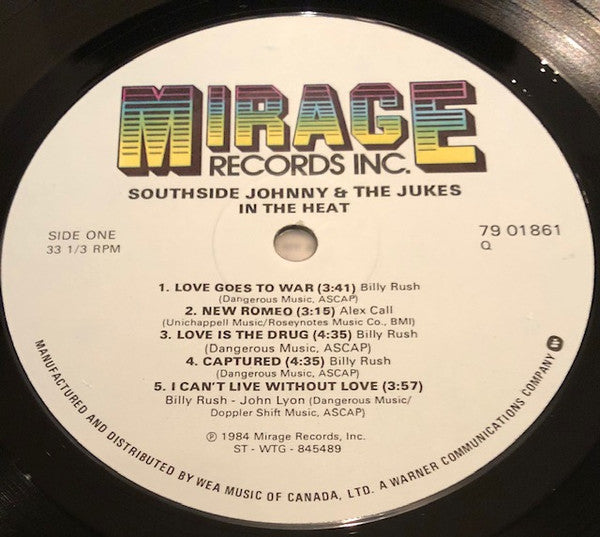 MIRAGE
RECORDS INC.
SOUTHSIDE JOHNNY & THE JUKES
IN THE HEAT
SIDE ONE
33 1/3 RPM
79 01861
Q
1. LOVE GOES TO WAR (3:41) Billy Rush
(Dangerous Music, ASCAP)
2. NEW ROMEO (3:15) Alex Call
(Unichappell Music/Roseynotes Music Co., BMI)
3. LOVE IS THE DRUG (4:35) Billy Rush
(Dangerous Music, ASCAP)
4. CAPTURED (4:35) Billy Rush
(Dangerous Music, ASCAP)
5. I CAN'T LIVE WITHOUT LOVE (3:57)
Billy Rush - John Lyon (Dangerous Music/
Doppler Shift Music, ASCAP)
℗ 1984 Mirage Records, Inc.
ST - WTG - 845489
MANUFACTURED AND DISTRIBUTED BY WEA MUSIC OF CANADA, LTD. A WARNER COMMUNICATIONS COMPANY